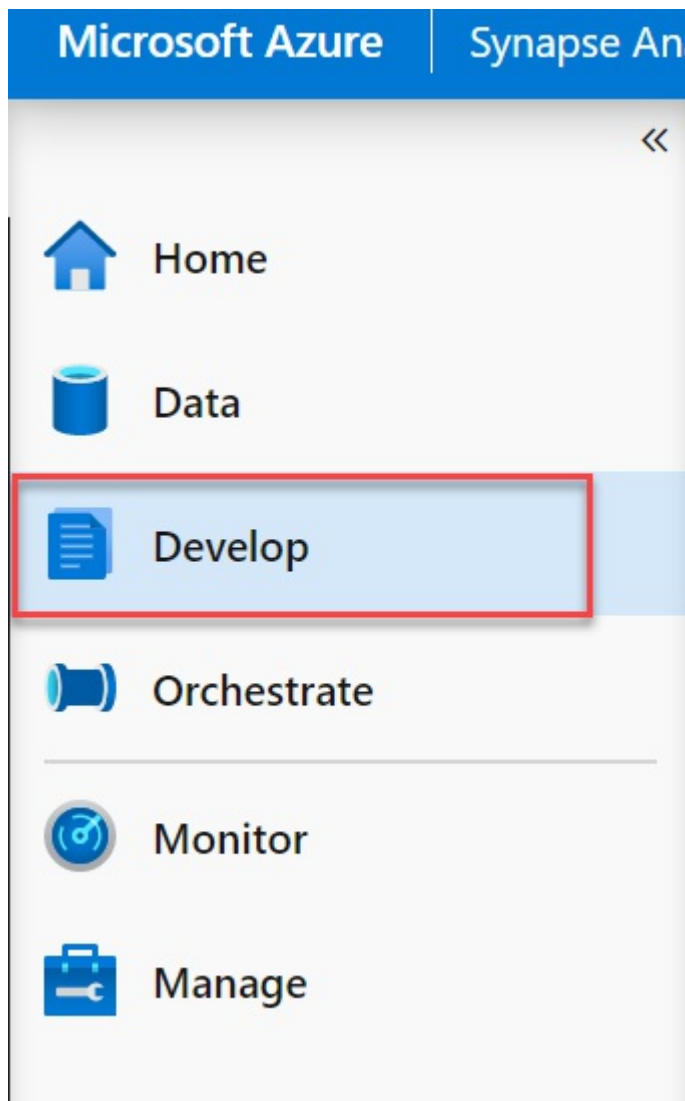 Microsoft Azure Synapse An
«
Home
Data
Develop
Orchestrate
Monitor
Manage